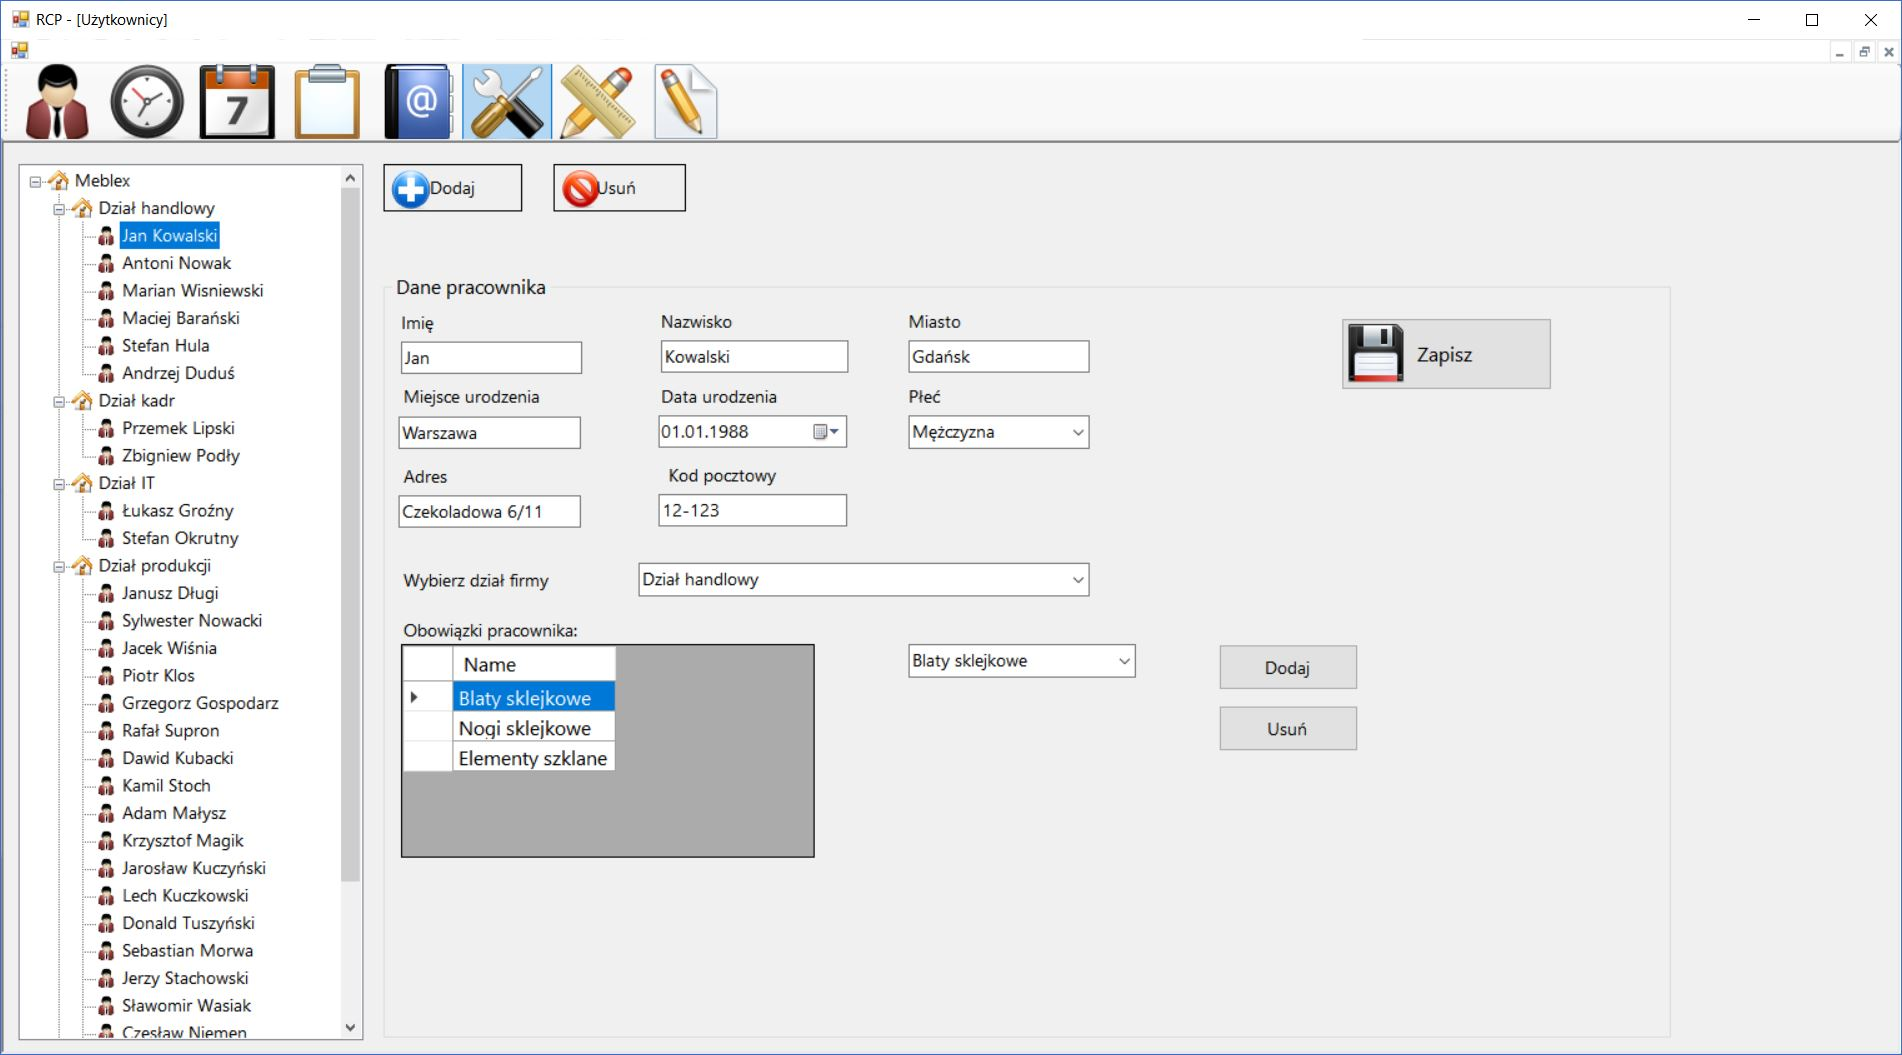 RCP - [Użytkownicy]
7
@
Meblex
Dział handlowy
Jan Kowalski
Antoni Nowak
Marian Wisniewski
Maciej Barański
Stefan Hula
Andrzej Duduś
Dział kadr
Przemek Lipski
Zbigniew Podły
Dział IT
Łukasz Groźny
Stefan Okrutny
Dział produkcji
Janusz Długi
Sylwester Nowacki
Jacek Wiśnia
Piotr Klos
Grzegorz Gospodarz
Rafał Supron
Dawid Kubacki
Kamil Stoch
Adam Małysz
Krzysztof Magik
Jarosław Kuczyński
Lech Kuczkowski
Donald Tuszyński
Sebastian Morwa
Jerzy Stachowski
Sławomir Wasiak
Czesław Niemen
Dodaj
Usuń
Dane pracownika
Imię
Nazwisko
Miasto
Jan
Kowalski
Gdańsk
Zapisz
Miejsce urodzenia
Data urodzenia
Płeć
Warszawa
01.01.1988
Mężczyzna
Adres
Kod pocztowy
Czekoladowa 6/11
12-123
Wybierz dział firmy
Dział handlowy
Obowiązki pracownika:
Name
Blaty sklejkowe
Nogi sklejkowe
Elementy szklane
Blaty sklejkowe
Dodaj
Usuń